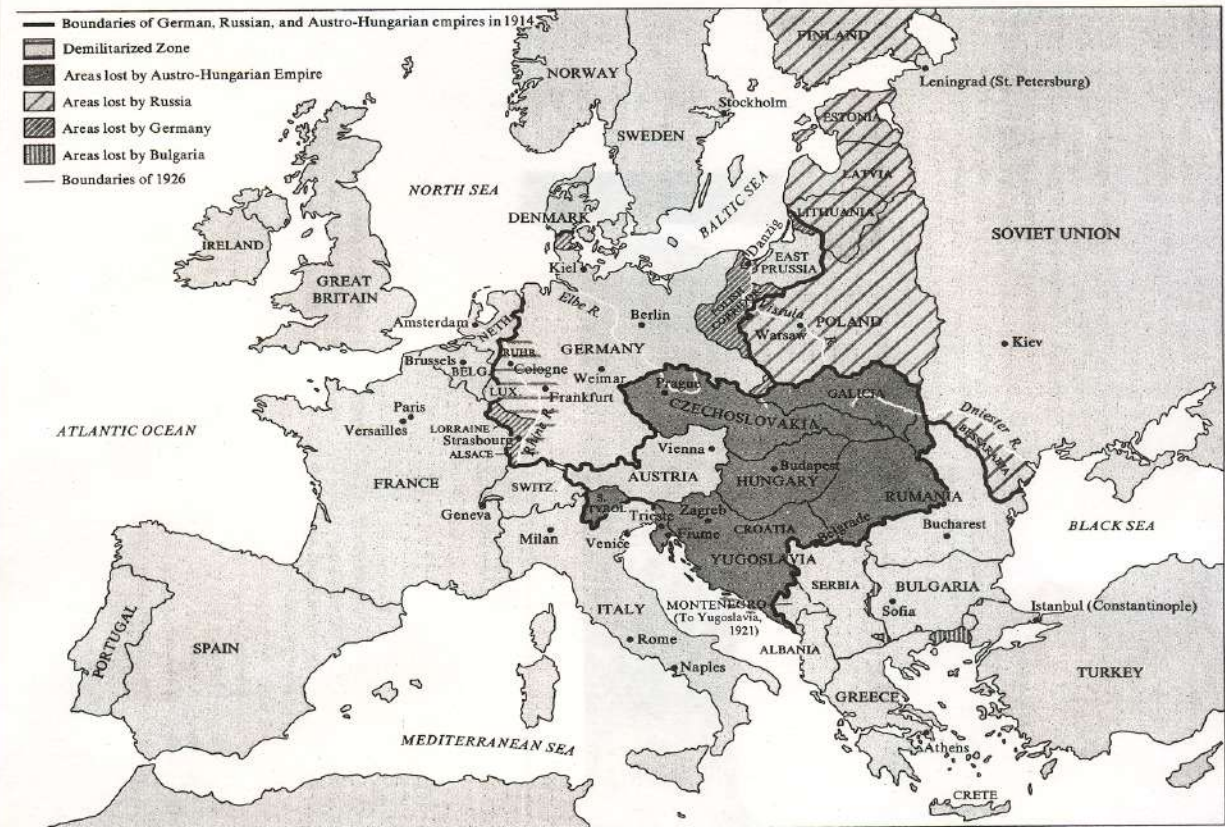 Boundaries of German, Russian, and Austro-Hungarian empires in 1914
Demilitarized Zone
Areas lost by Austro-Hungarian Empire
Areas lost by Russia
Areas lost by Germany
Areas lost by Bulgaria
Boundaries of 1926
FINLAND
NORWAY
Leningrad (St. Petersburg)
Stockholm
SWEDEN
ESTONIA
NORTH SEA
LATVIA
BALTIC SEA
DENMARK
LITHUANIA
IRELAND
Danzig
EAST
PRUSSIA
SOVIET UNION
Kiel
GREAT
BRITAIN
Elbe R.
POLISH
CORRIDOR
Vistula R.
Berlin
Amsterdam
NETH.
POLAND
Warsaw
Kiev
GERMANY
RUHR
Brussels
BELG.
Cologne
Weimar
LUX.
Frankfurt
Prague
GALICIA
CZECHOSLOVAKIA
Dniester R.
BESSARABIA
Paris
Versailles
LORRAINE
Strasbourg
ALSACE
Rhine R.
ATLANTIC OCEAN
Vienna
Budapest
AUSTRIA
HUNGARY
FRANCE
SWITZ.
S.
TYROL
RUMANIA
Geneva
Trieste
Zagreb
Milan
Venice
Fiume
CROATIA
Belgrade
Bucharest
BLACK SEA
YUGOSLAVIA
SERBIA
BULGARIA
ITALY
MONTENEGRO
(To Yugoslavia,
1921)
Sofia
Istanbul (Constantinople)
PORTUGAL
SPAIN
Rome
ALBANIA
Naples
TURKEY
GREECE
MEDITERRANEAN SEA
Athens
CRETE